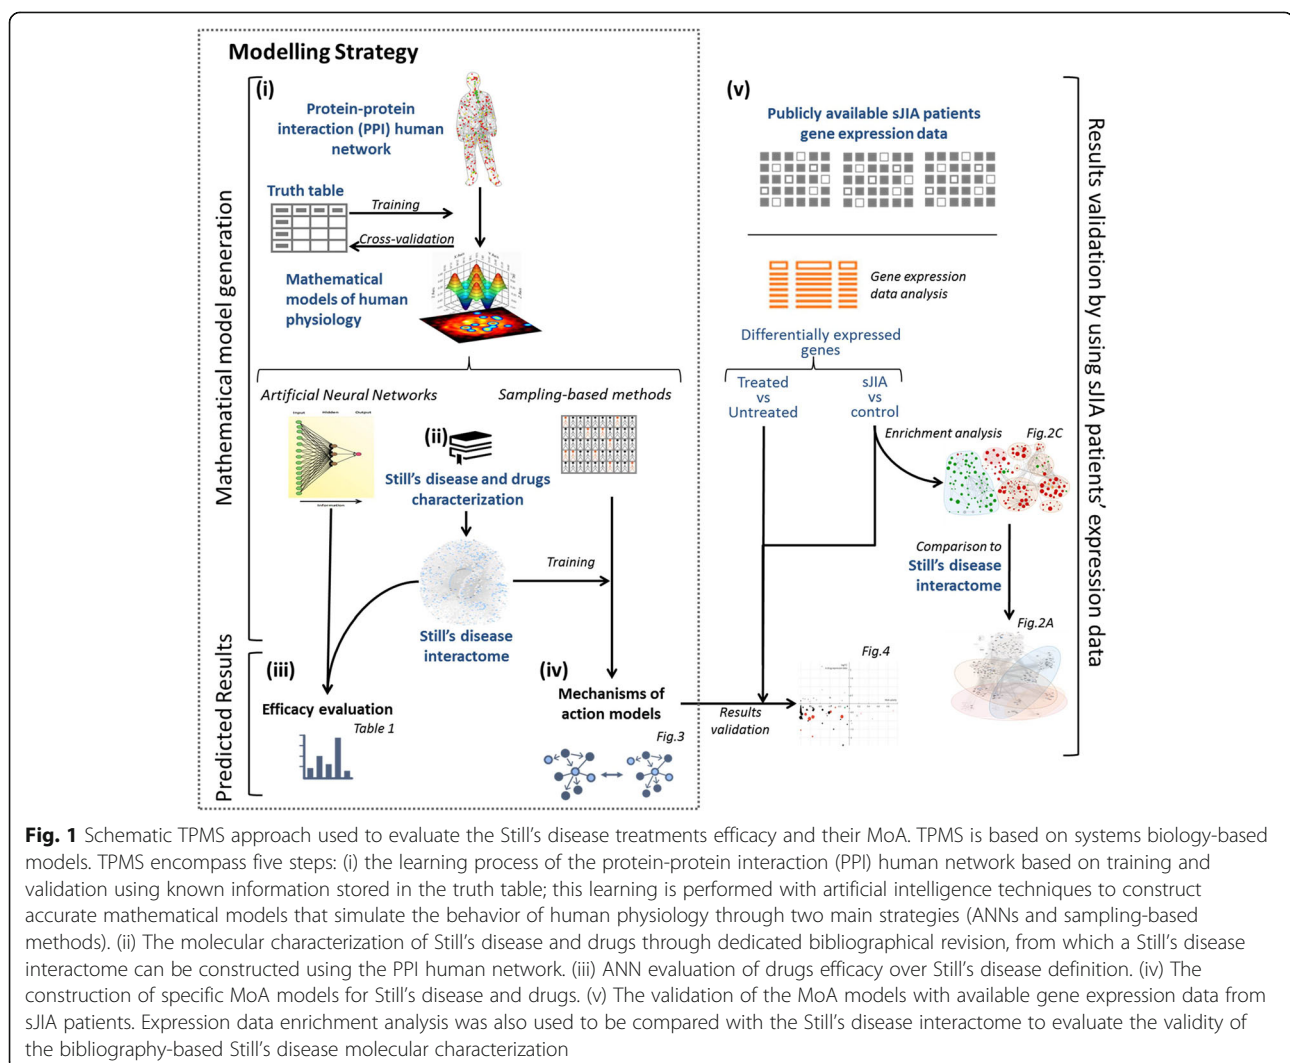 Modelling Strategy
Mathematical model generation
(i)
Protein-protein
interaction (PPI) human
network
Truth table
Training
Cross-validation
Mathematical
models of human
physiology
Artificial Neural Networks
Sampling-based methods
(ii)
Still's disease and drugs
characterization
Training
Still's disease
interactome
Predicted Results
(iii)
Efficacy evaluation
Table 1
(iv)
Mechanisms of
action models
Fig.3
(v)
Publicly available sJIA patients
gene expression data
Gene expression
data analysis
Differentially expressed
genes
Treated
vs
Untreated
sJIA
vs
control
Enrichment analysis
Fig.2C
Comparison to
Still's disease
interactome
Fig.2A
Fig.4
Results
validation
Results validation by using sJIA patients' expression data
Fig. 1 Schematic TPMS approach used to evaluate the Still's disease treatments efficacy and their MoA. TPMS is based on systems biology-based
models. TPMS encompass five steps: (i) the learning process of the protein-protein interaction (PPI) human network based on training and
validation using known information stored in the truth table; this learning is performed with artificial intelligence techniques to construct
accurate mathematical models that simulate the behavior of human physiology through two main strategies (ANNs and sampling-based
methods). (ii) The molecular characterization of Still's disease and drugs through dedicated bibliographical revision, from which a Still's disease
interactome can be constructed using the PPI human network. (iii) ANN evaluation of drugs efficacy over Still's disease definition. (iv) The
construction of specific MoA models for Still's disease and drugs. (v) The validation of the MoA models with available gene expression data from
sJIA patients. Expression data enrichment analysis was also used to be compared with the Still's disease interactome to evaluate the validity of
the bibliography-based Still's disease molecular characterization